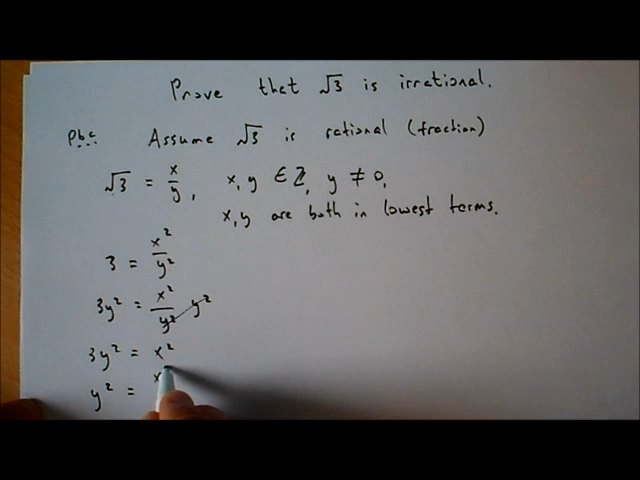 Prove that √3 is irrational.
Pbc Assume √3 is rational (fraction)
√3 = x/y, x, y ∈ ℤ, y ≠ 0,
x, y are both in lowest terms.
3 = x²/y²
3y² = x²/y² y²
3y² = x²
y² = x